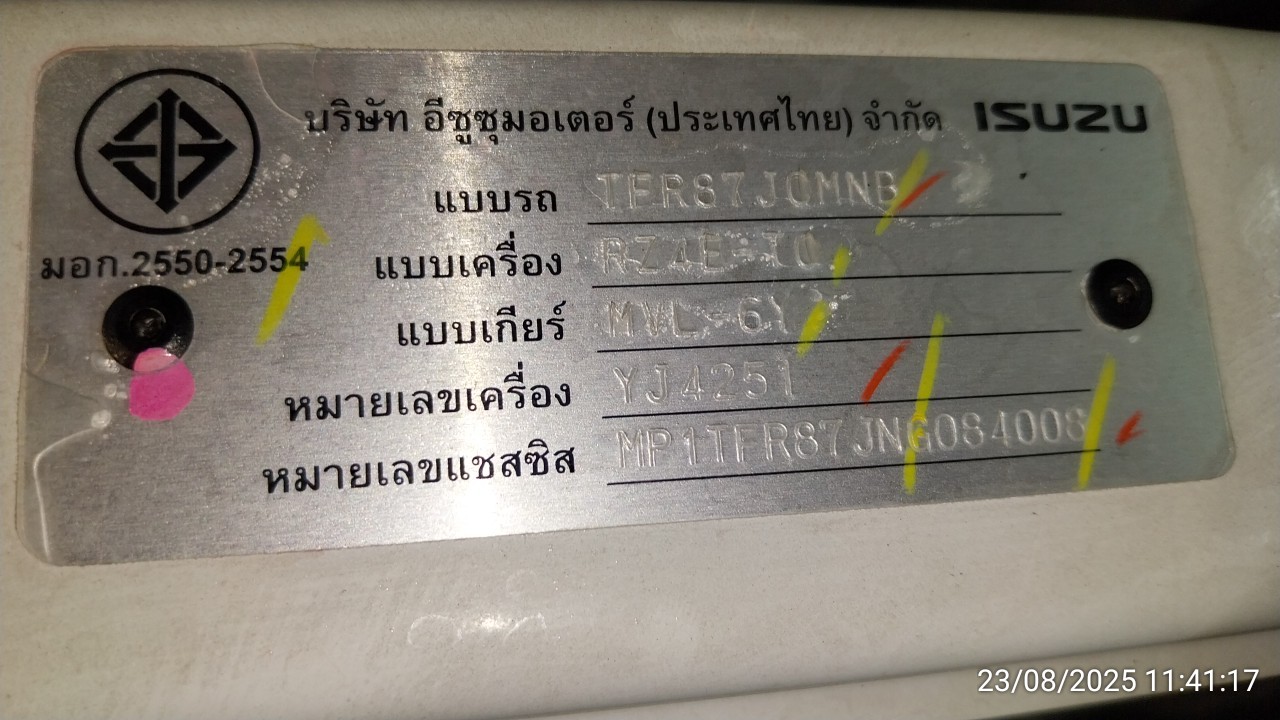 บริษัท อีซูซุมอเตอร์ (ประเทศไทย) จำกัด ISUZU
แบบรถ TFR87JCMNB
มอก.2550-2554
แบบเครื่อง RZ4E-TC
แบบเกียร์ MVL-6Y
หมายเลขเครื่อง YJ4251
หมายเลขแชสซิส MP1TFR87JNG084008
23/08/2025 11:41:17